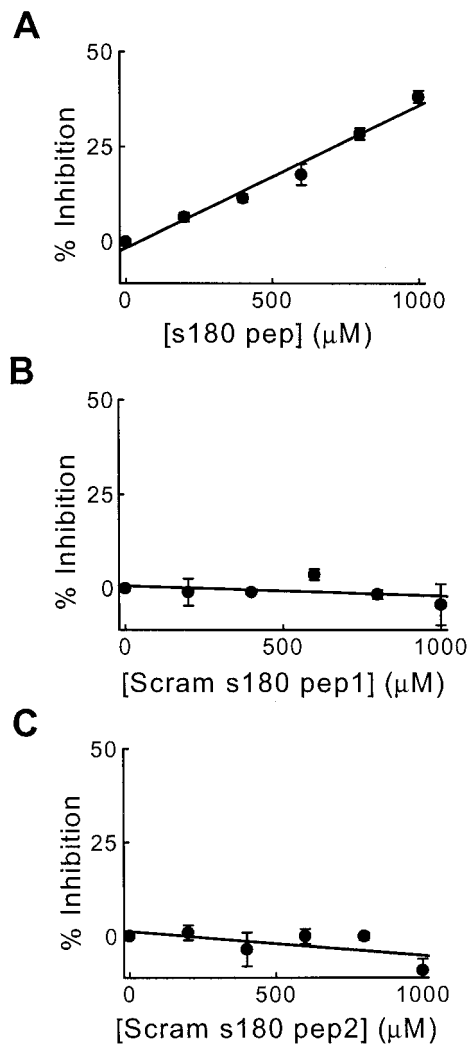 A
50
25
0
% Inhibition
0 500 1000
[s180 pep] (μM)
B
50
25
0
% Inhibition
0 500 1000
[Scram s180 pep1] (μM)
C
50
25
0
% Inhibition
0 500 1000
[Scram s180 pep2] (μM)